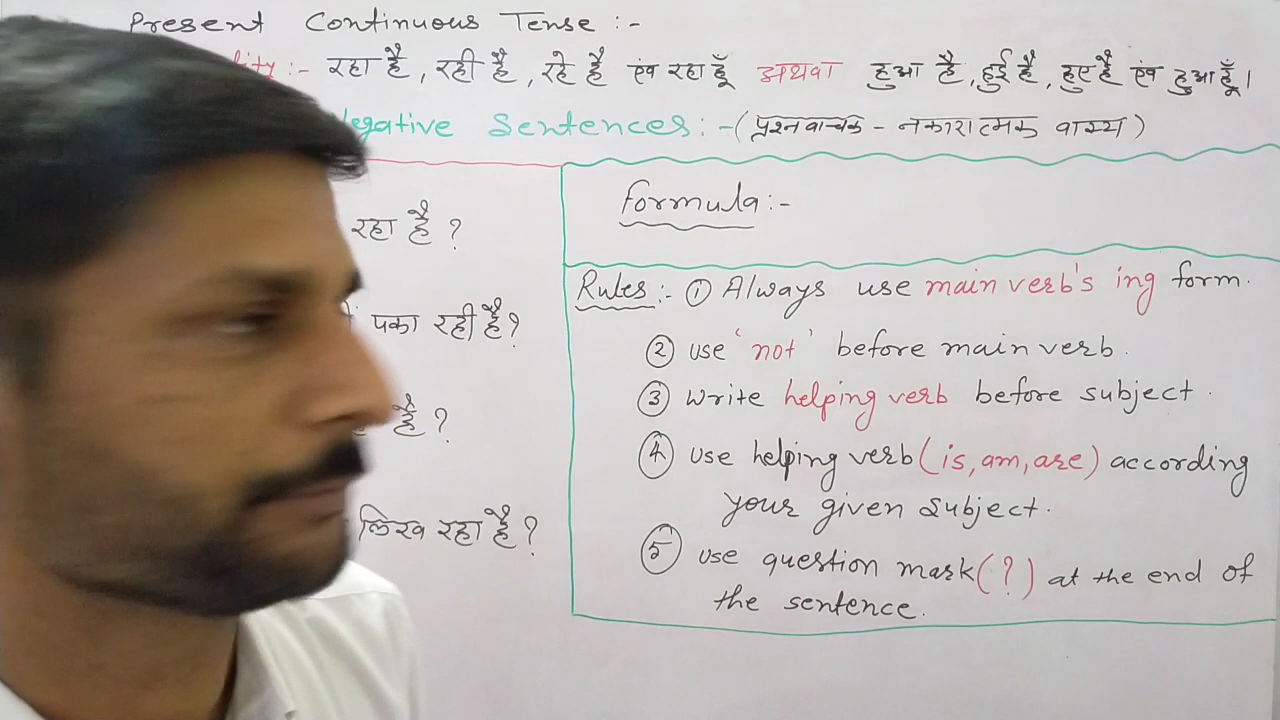 Present Continuous Tense :-
:- रहा है, रही है, रहे है एंव रहा हूँ अथवा हुआ है, हुई है, हुए है एंव हुआ हूँ।
Negative Sentences :- (प्रश्नवाचक - नकारात्मक वाक्य)
रहा है ?
पका रही है?
है ?
लिख रहा है ?
Formula:-
Rules:- ① Always use main verb's ing form.
② use 'not' before main verb.
③ write helping verb before subject.
④ use helping verb (is, am, are) according
your given subject.
⑤ use question mark (?) at the end of
the sentence.